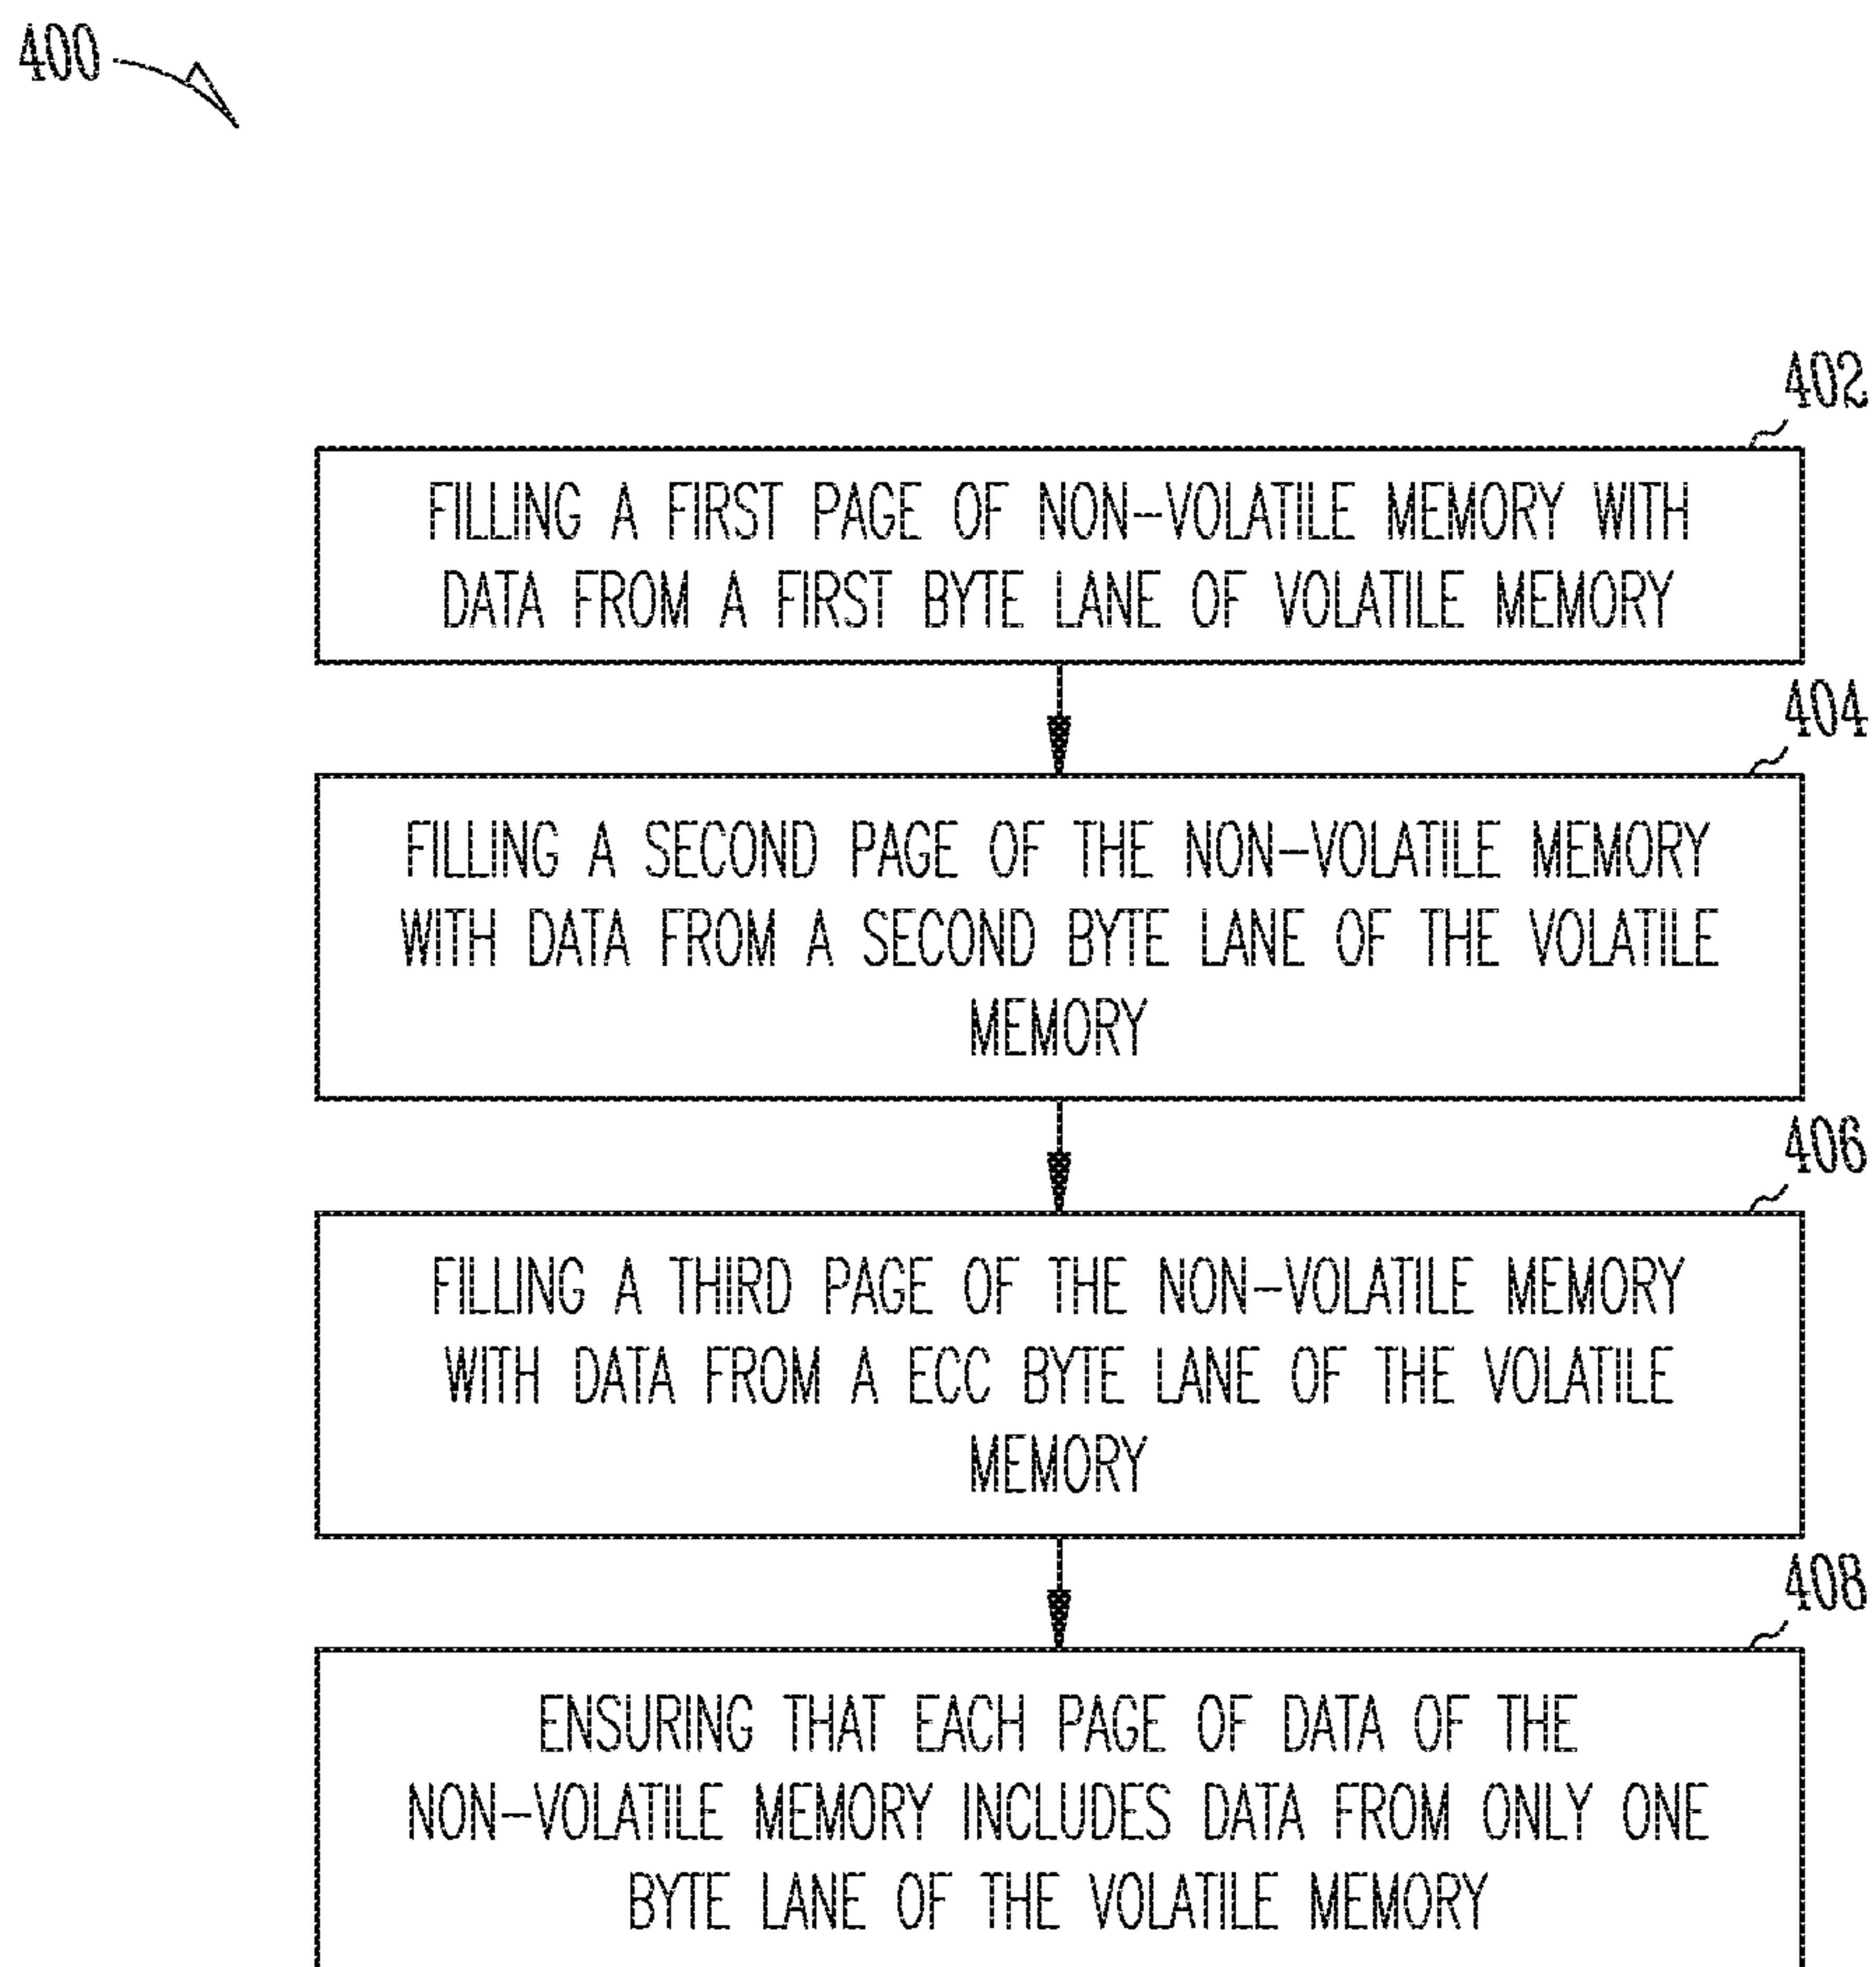 400
402
FILLING A FIRST PAGE OF NON-VOLATILE MEMORY WITH
DATA FROM A FIRST BYTE LANE OF VOLATILE MEMORY
404
FILLING A SECOND PAGE OF THE NON-VOLATILE MEMORY
WITH DATA FROM A SECOND BYTE LANE OF THE VOLATILE
MEMORY
406
FILLING A THIRD PAGE OF THE NON-VOLATILE MEMORY
WITH DATA FROM A ECC BYTE LANE OF THE VOLATILE
MEMORY
408
ENSURING THAT EACH PAGE OF DATA OF THE
NON-VOLATILE MEMORY INCLUDES DATA FROM ONLY ONE
BYTE LANE OF THE VOLATILE MEMORY